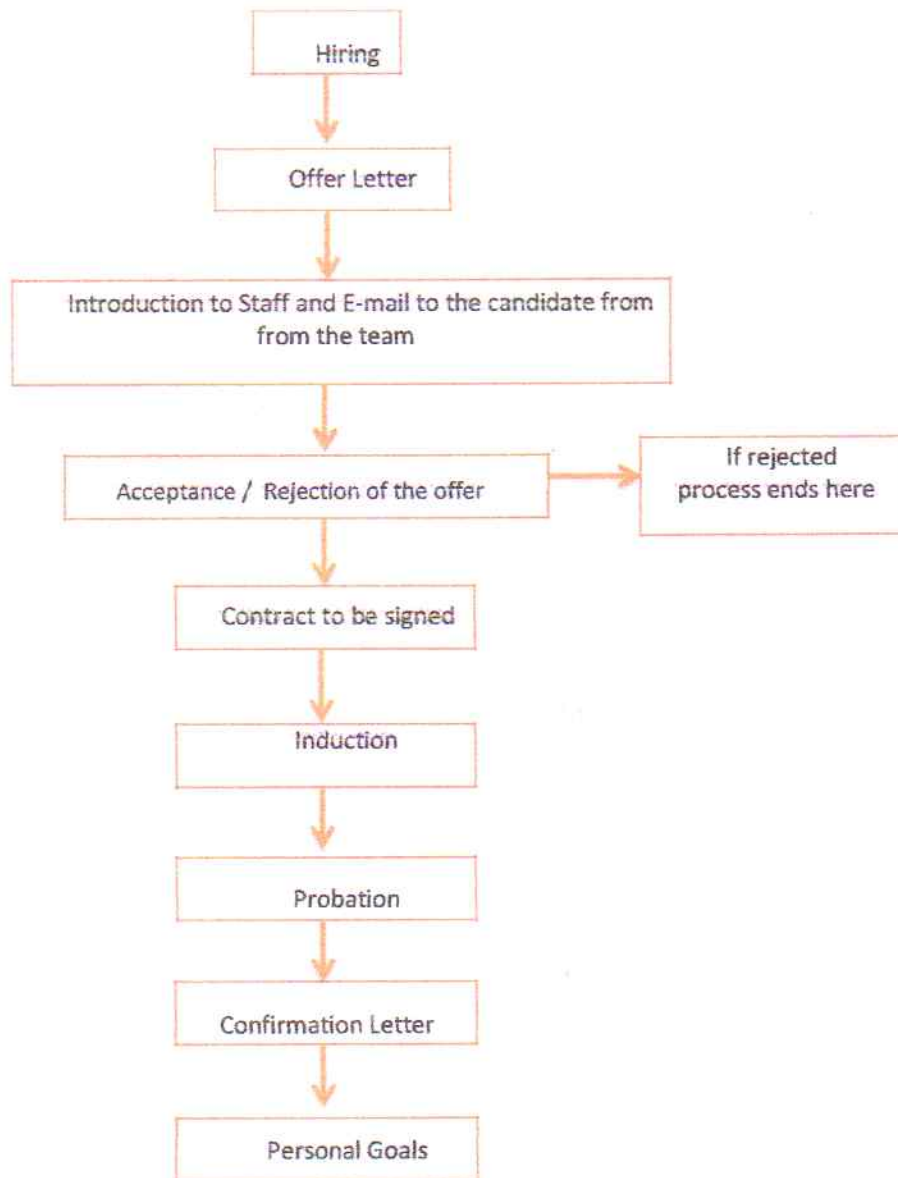 Hiring
Offer Letter
Introduction to Staff and E-mail to the candidate from
from the team
Acceptance / Rejection of the offer
If rejected
process ends here
Contract to be signed
Induction
Probation
Confirmation Letter
Personal Goals